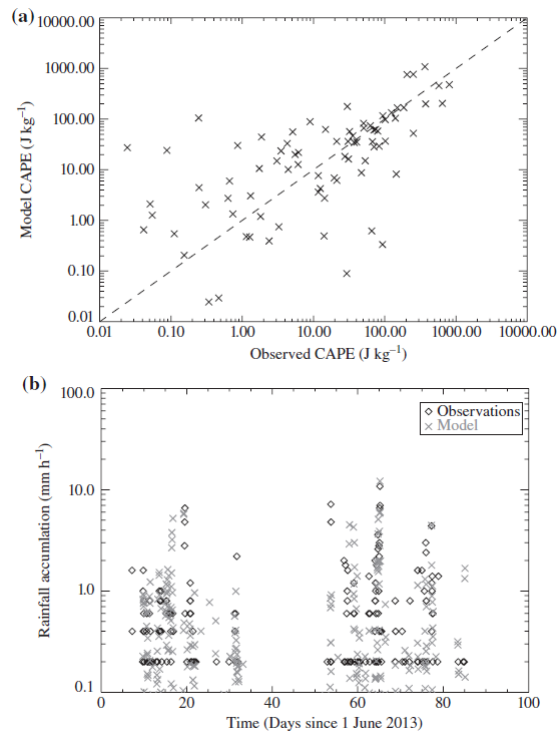 (a)
10000.00
1000.00
100.00
10.00
1.00
0.10
0.01
Model CAPE (J kg⁻¹)
0.01 0.10 1.00 10.00 100.00 1000.00 10000.00
Observed CAPE (J kg⁻¹)
(b)
100.0
10.0
1.0
0.1
Rainfall accumlation (mm h⁻¹)
Observations
Model
0 20 40 60 80 100
Time (Days since 1 June 2013)